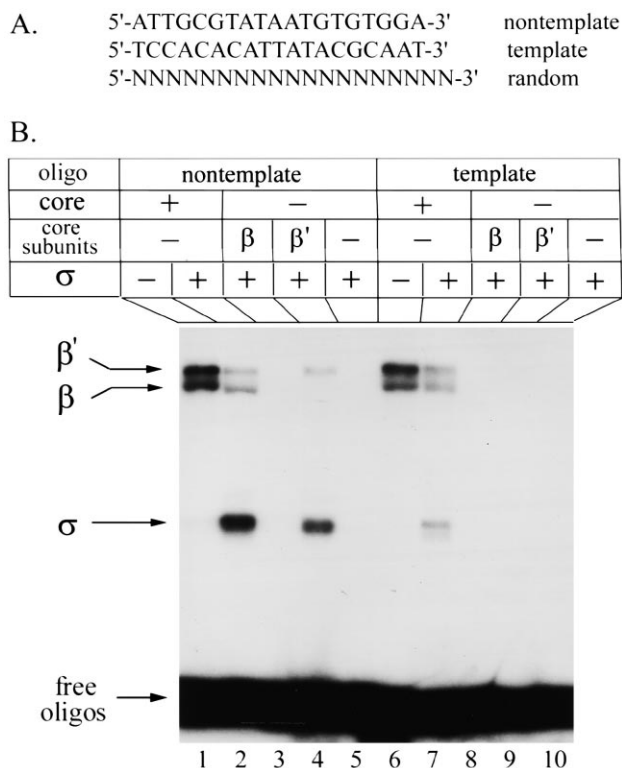 A.
5'-ATTGCGTATAATGTGTGGA-3' nontemplate
5'-TCCACACATTATACGCAAT-3' template
5'-NNNNNNNNNNNNNNNNNNN-3' random
B.
oligo nontemplate template
core + − + −
core subunits − β β' − − β β' −
σ − + + + + − + + + +
β'
β
σ
free
oligos
1 2 3 4 5 6 7 8 9 10